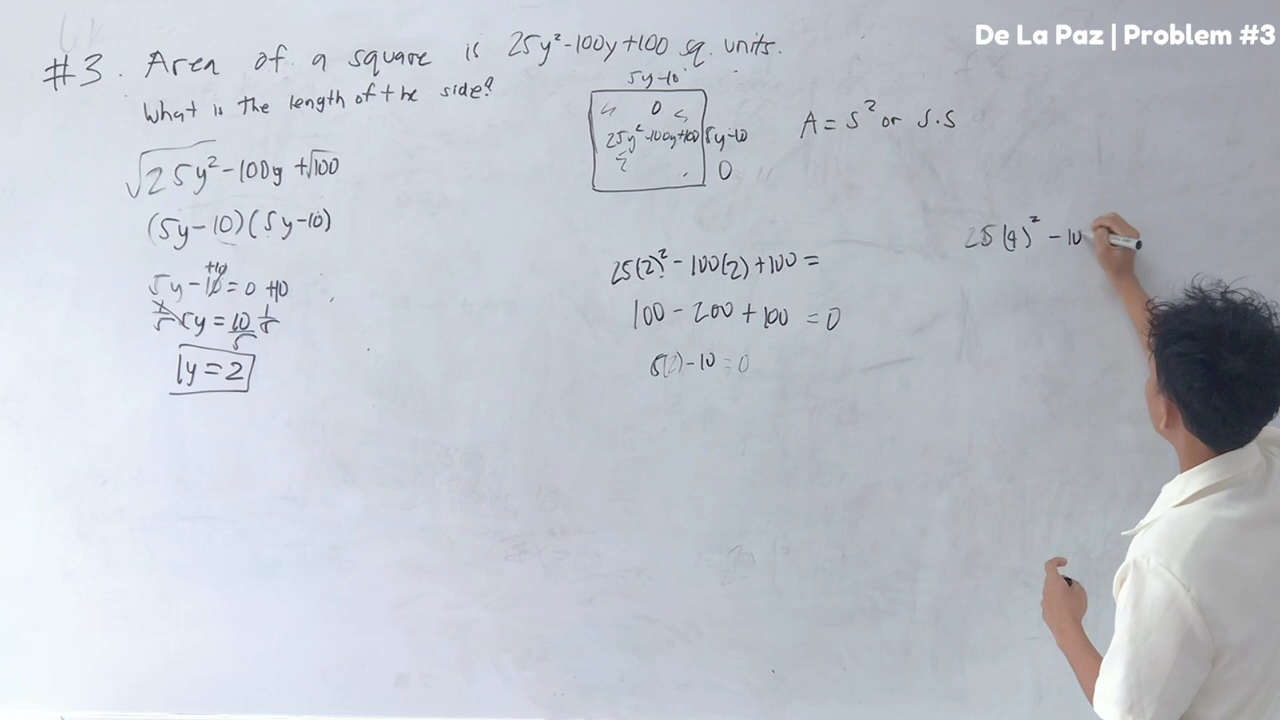 De La Paz | Problem #3
#3. Area of a square is 25y²-100y+100 sq. units.
What is the length of the side?
√25y²-100y+√100
(5y-10)(5y-10)
+10
5y-10=0+10
5y=10
5
y=2
5y-10
0
25y²-100y+100
5y-10
0
A=S² or S.S
25(2)²-100(2)+100=
100-200+100=0
5(2)-10=0
25(4)²-10